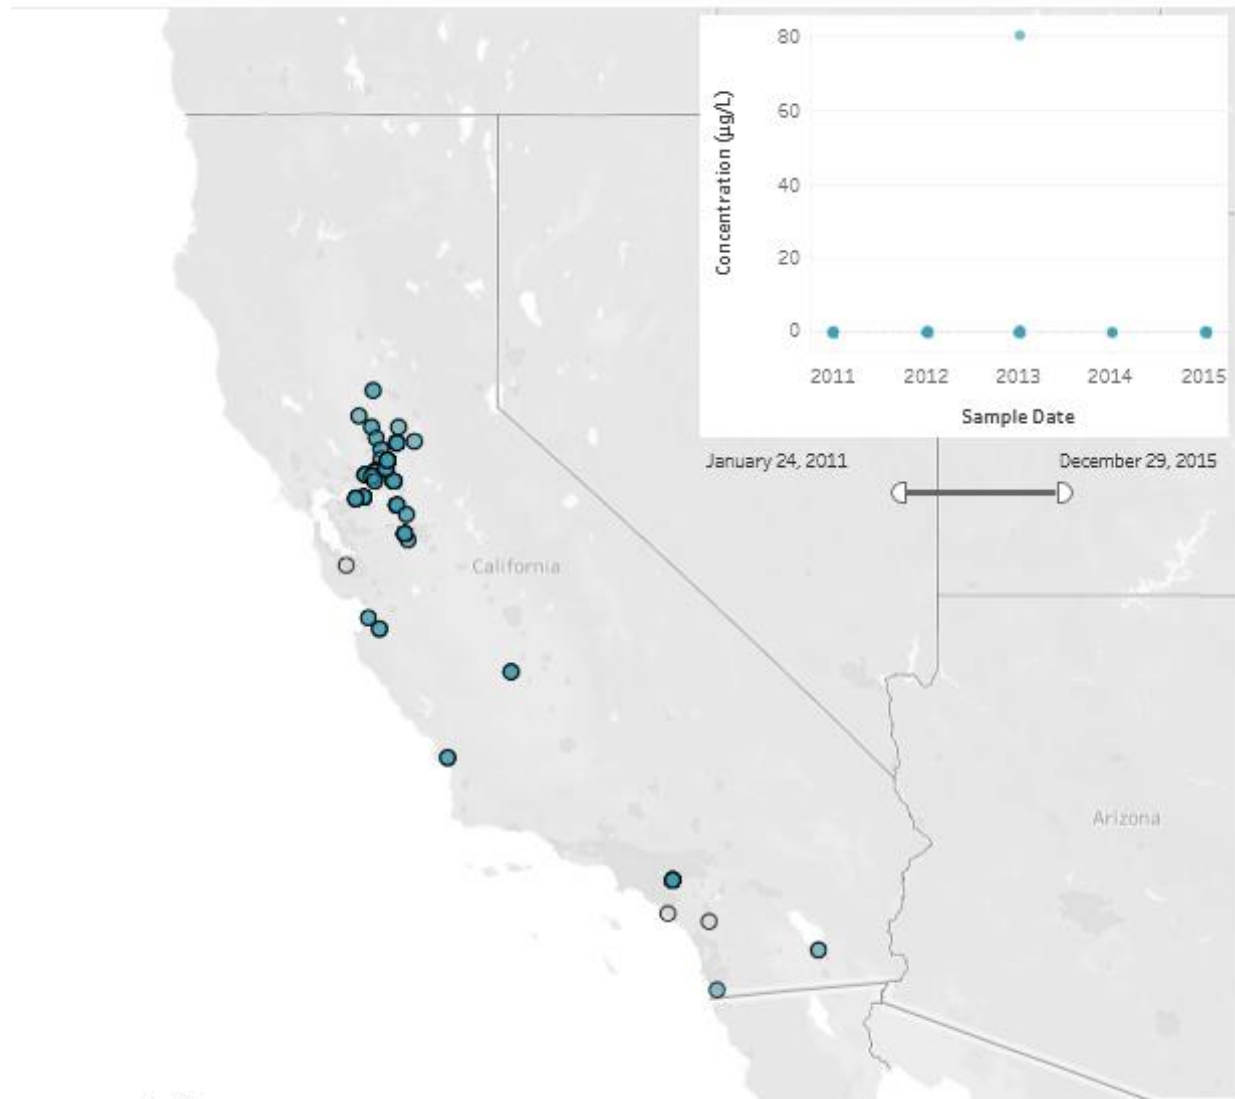 Concentration (µg/L)
80
60
40
20
0
2011 2012 2013 2014 2015
Sample Date
January 24, 2011 December 29, 2015
California
Arizona